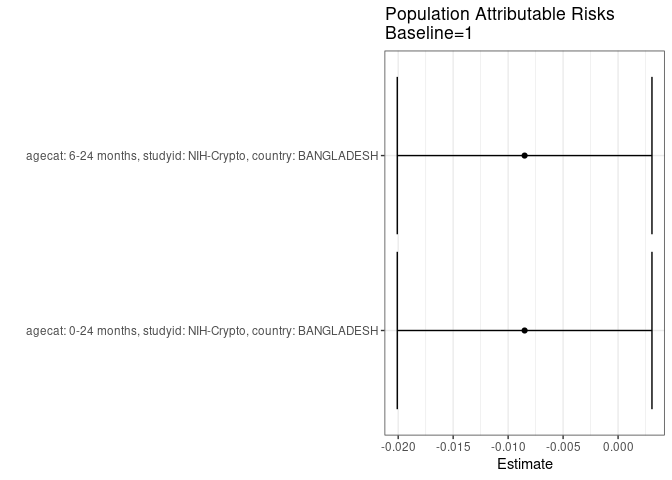 Population Attributable Risks
Baseline=1
agecat: 6-24 months, studyid: NIH-Crypto, country: BANGLADESH
agecat: 0-24 months, studyid: NIH-Crypto, country: BANGLADESH
-0.020 -0.015 -0.010 -0.005 0.000
Estimate